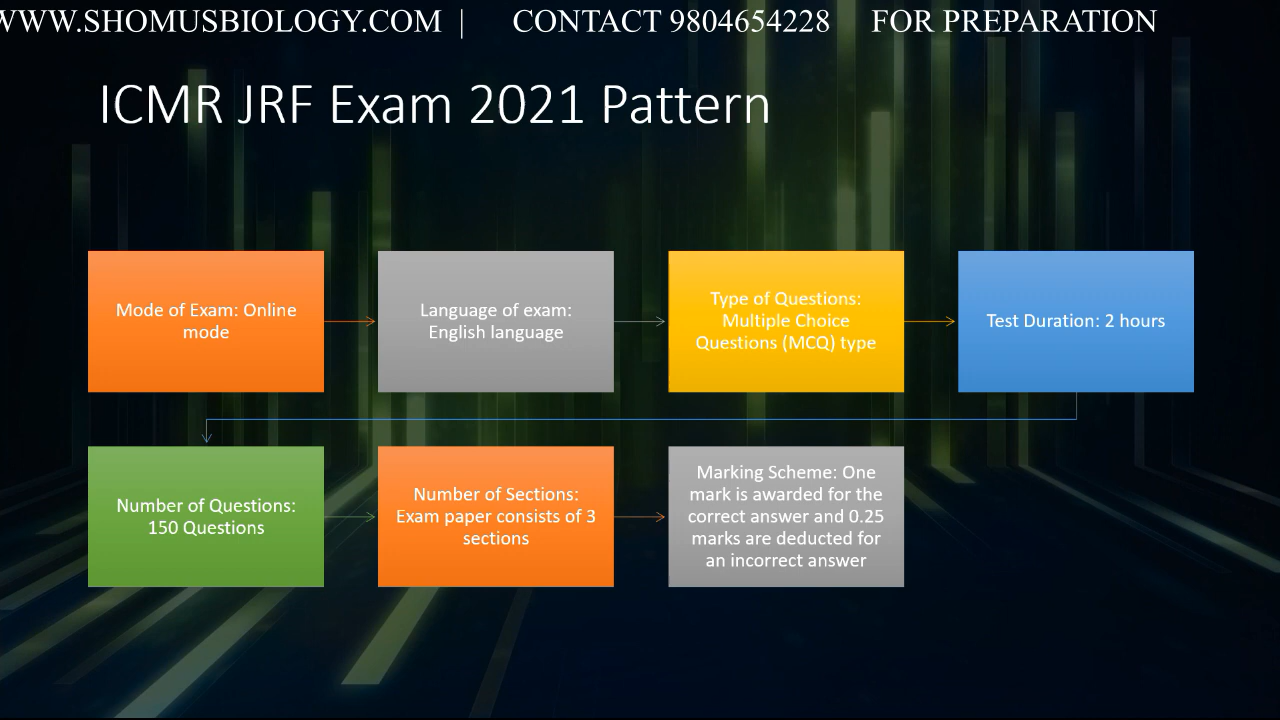 WWW.SHOMUSBIOLOGY.COM | CONTACT 9804654228 FOR PREPARATION
ICMR JRF Exam 2021 Pattern
Mode of Exam: Online
mode
Language of exam:
English language
Type of Questions:
Multiple Choice
Questions (MCQ) type
Test Duration: 2 hours
Number of Questions:
150 Questions
Number of Sections:
Exam paper consists of 3
sections
Marking Scheme: One
mark is awarded for the
correct answer and 0.25
marks are deducted for
an incorrect answer